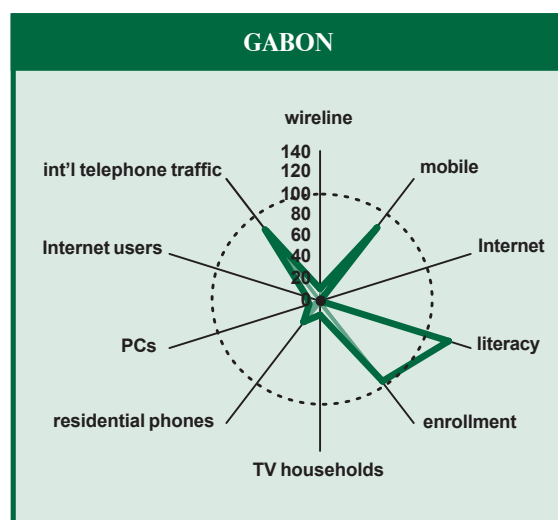 GABON
wireline
140
120
100
80
60
40
20
0
mobile
int'l telephone traffic
Internet users
Internet
PCs
literacy
residential phones
enrollment
TV households